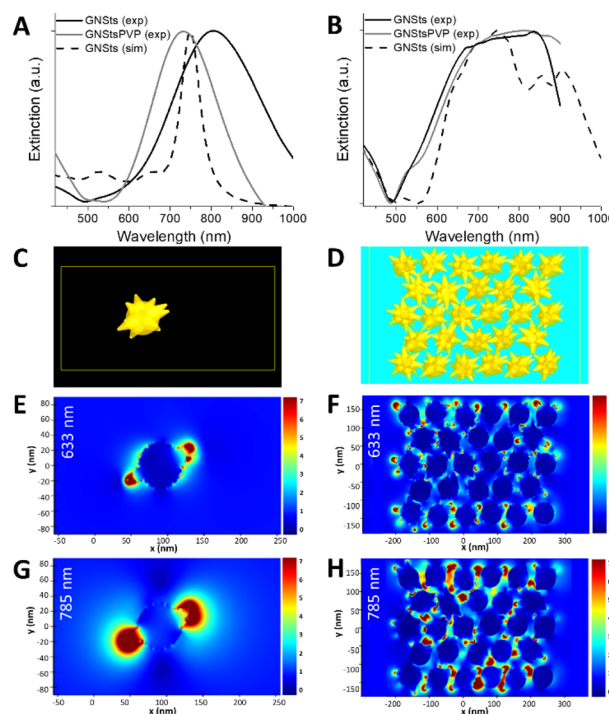 A
B
GNSts (exp)
GNStsPVP (exp)
GNSts (sim)
GNSts (exp)
GNStsPVP (exp)
GNSts (sim)
Extinction (a.u.)
Extinction (a.u.)
500 600 700 800 900 1000
400 500 600 700 800 900 1000
Wavelength (nm)
Wavelength (nm)
C
D
E
F
633 nm
633 nm
80
60
40
20
0
-20
-40
-60
-80
y (nm)
7
6
5
4
3
2
1
0
150
100
50
0
-50
-100
-150
y (nm)
-50 0 50 100 150 200 250
x (nm)
-300 -200 -100 0 100 200 300
x (nm)
G
H
785 nm
785 nm
80
60
40
20
0
-20
-40
-60
-80
y (nm)
7
6
5
4
3
2
1
0
150
100
50
0
-50
-100
-150
y (nm)
-50 0 50 100 150 200 250
x (nm)
-300 -200 -100 0 100 200 300
x (nm)